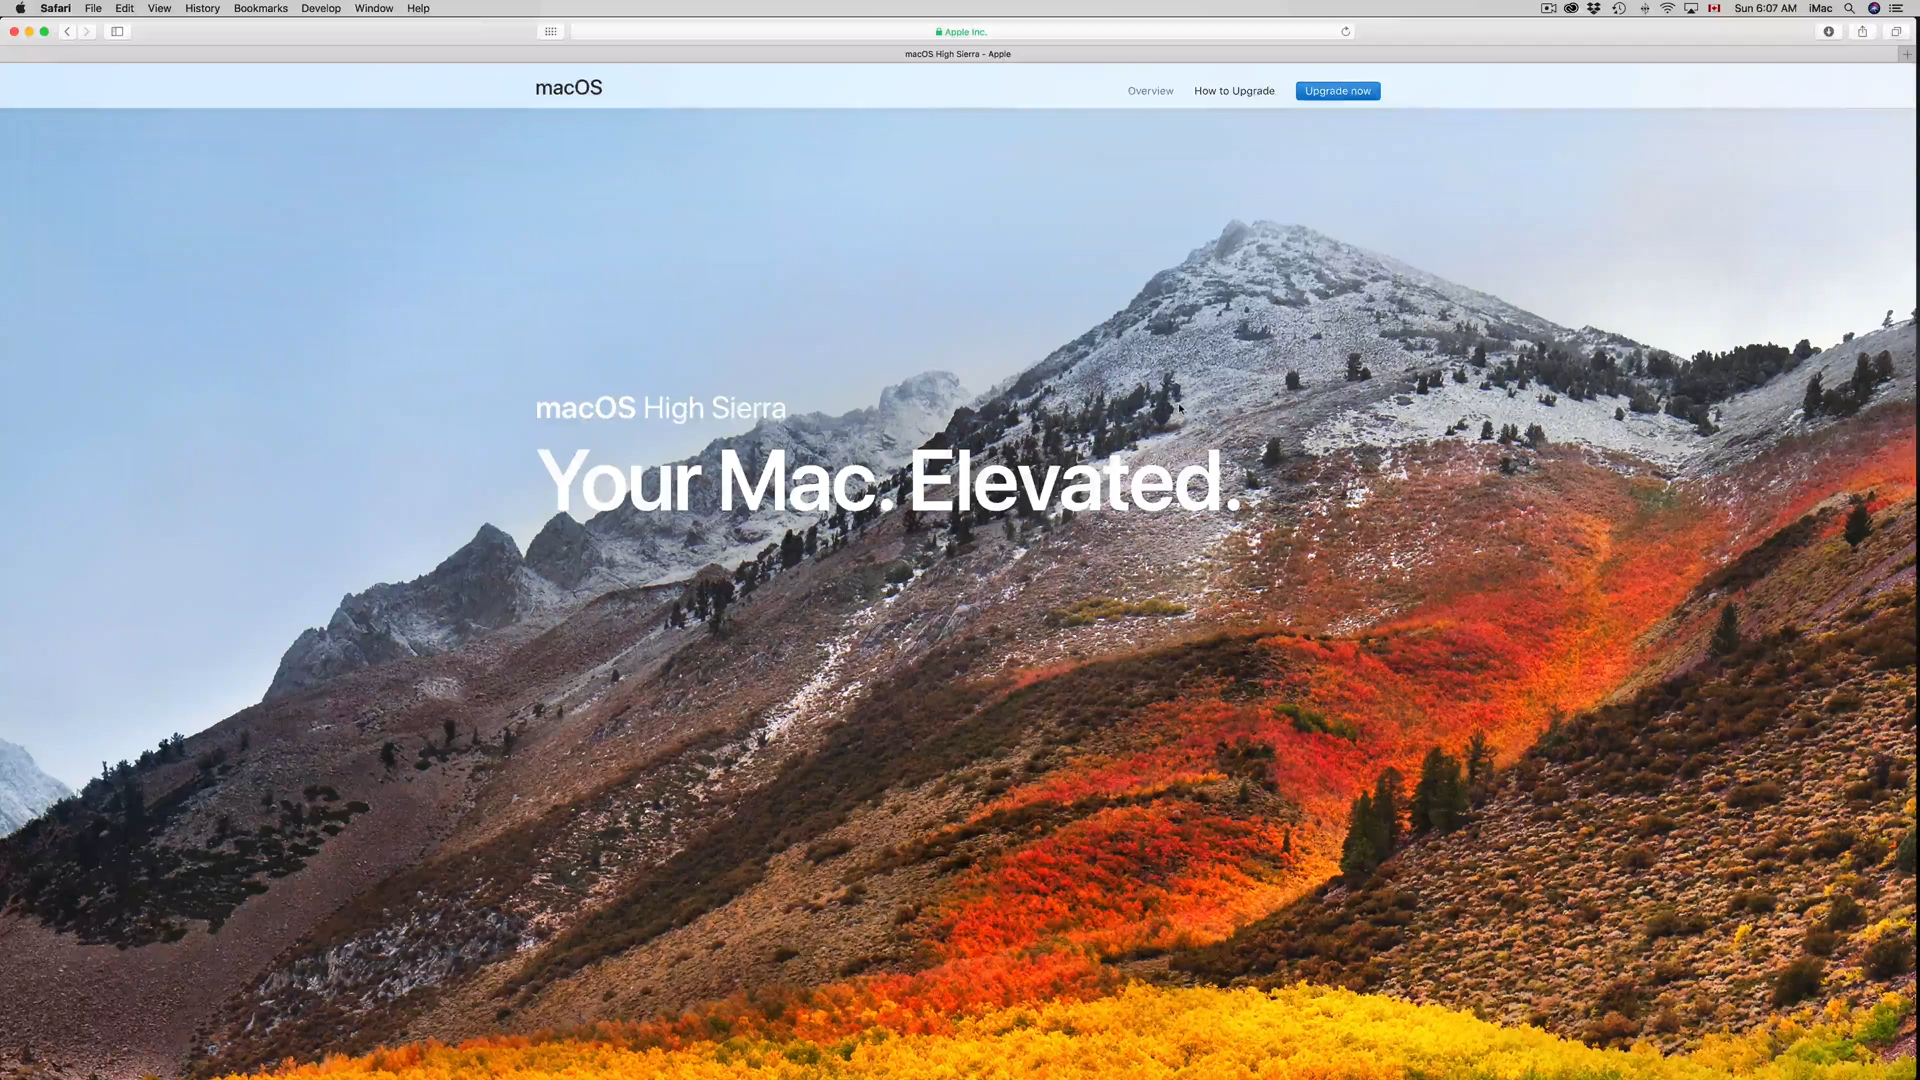 Safari File Edit View History Bookmarks Develop Window Help Sun 6:07 AM iMac
Apple Inc.
macOS High Sierra - Apple
macOS Overview How to Upgrade Upgrade now
macOS High Sierra
Your Mac. Elevated.